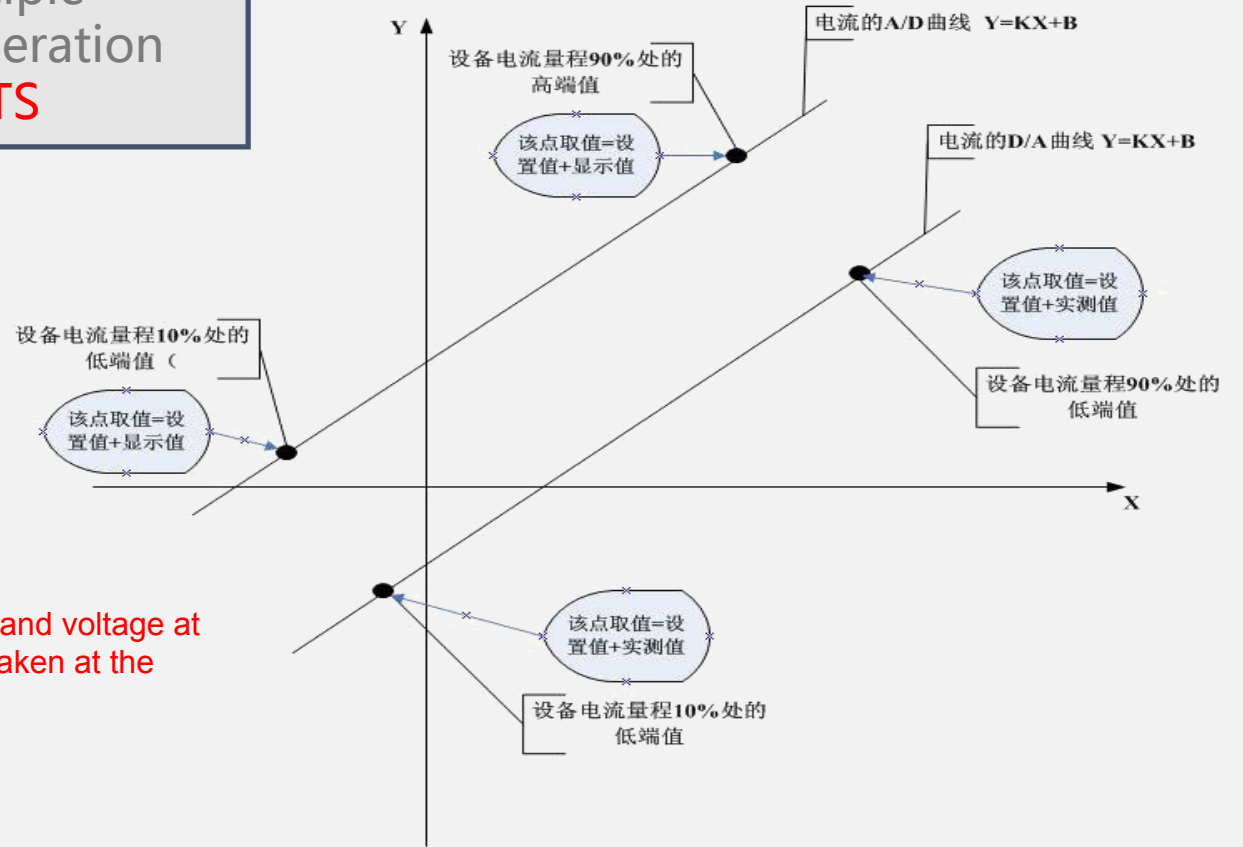 eration
TS
Y
电流的A/D曲线 Y=KX+B
设备电流量程90%处的
高端值
该点取值=设
置值+显示值
电流的D/A曲线 Y=KX+B
该点取值=设
置值+实测值
设备电流量程10%处的
低端值（
设备电流量程90%处的
低端值
该点取值=设
置值+显示值
X
and voltage at
aken at the
该点取值=设
置值+实测值
设备电流量程10%处的
低端值